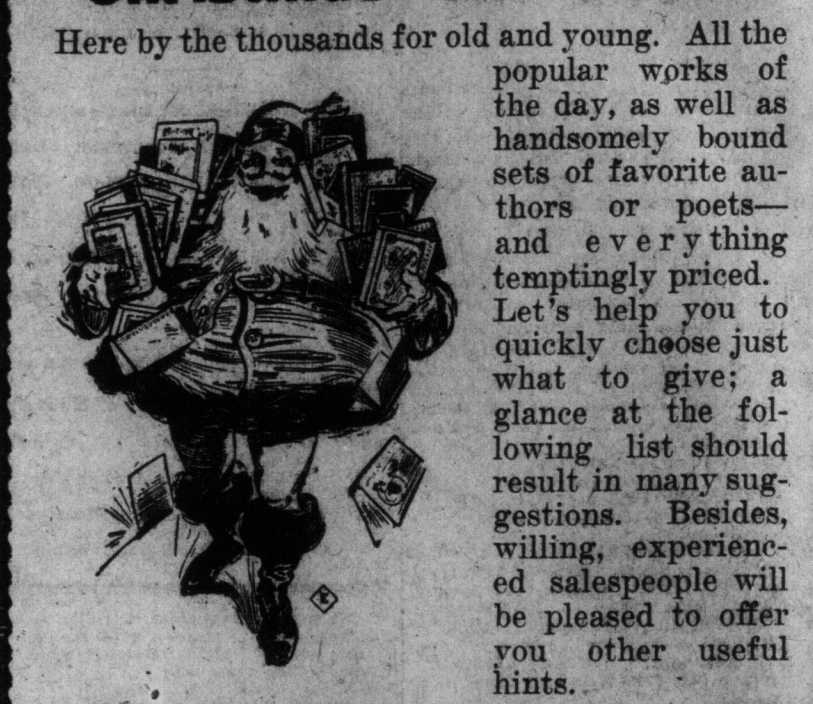 Here by the thousands for old and young. All the
popular works of
the day, as well as
handsomely bound
sets of favorite au-
thors or poets—
and everything
temptingly priced.
Let's help you to
quickly choose just
what to give; a
glance at the fol-
lowing list should
result in many sug-
gestions. Besides,
willing, experienc-
ed salespeople will
be pleased to offer
you other useful
hints.